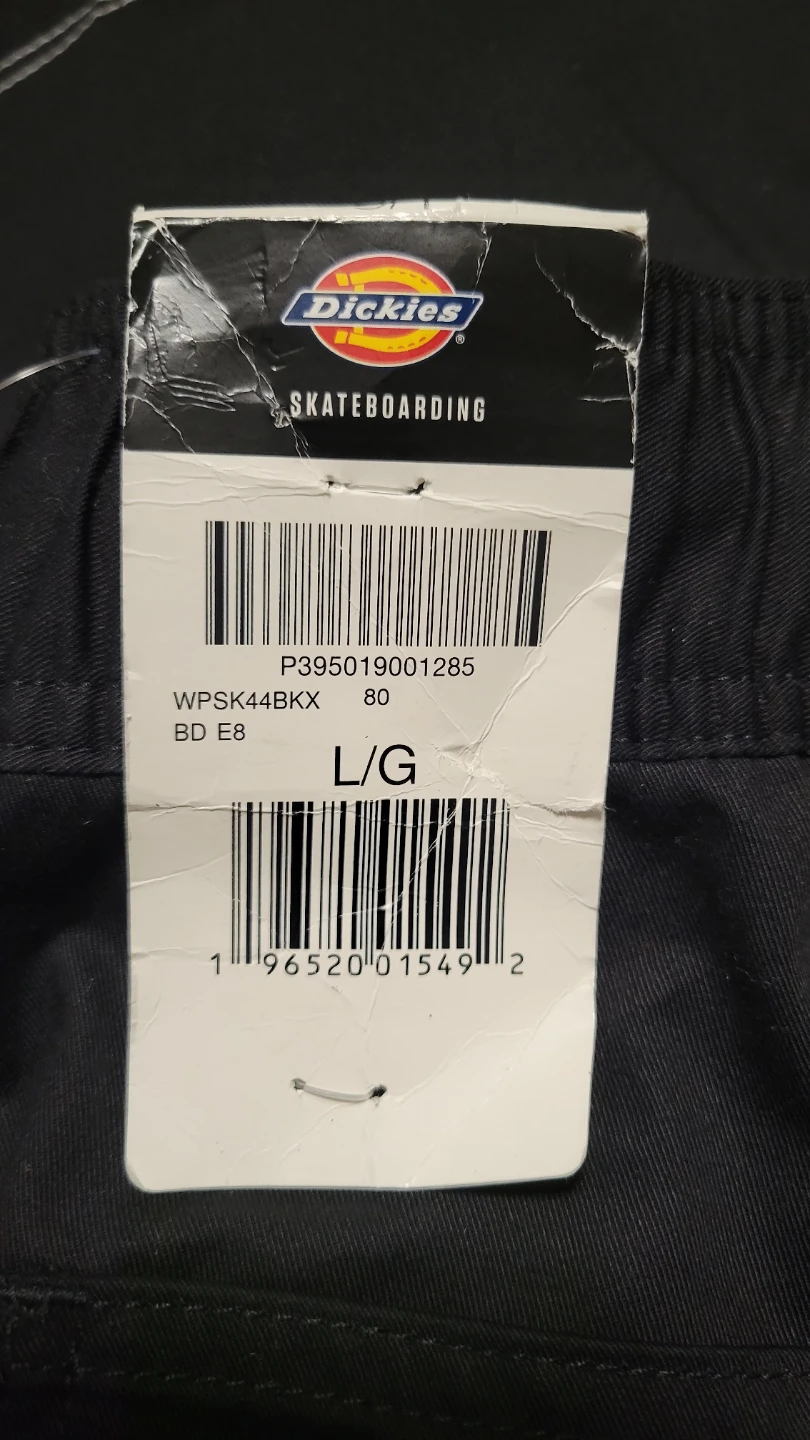 Dickies®
SKATEBOARDING
P395019001285
WPSK44BKX 80
BD E8
L/G
1 96520 01549 2